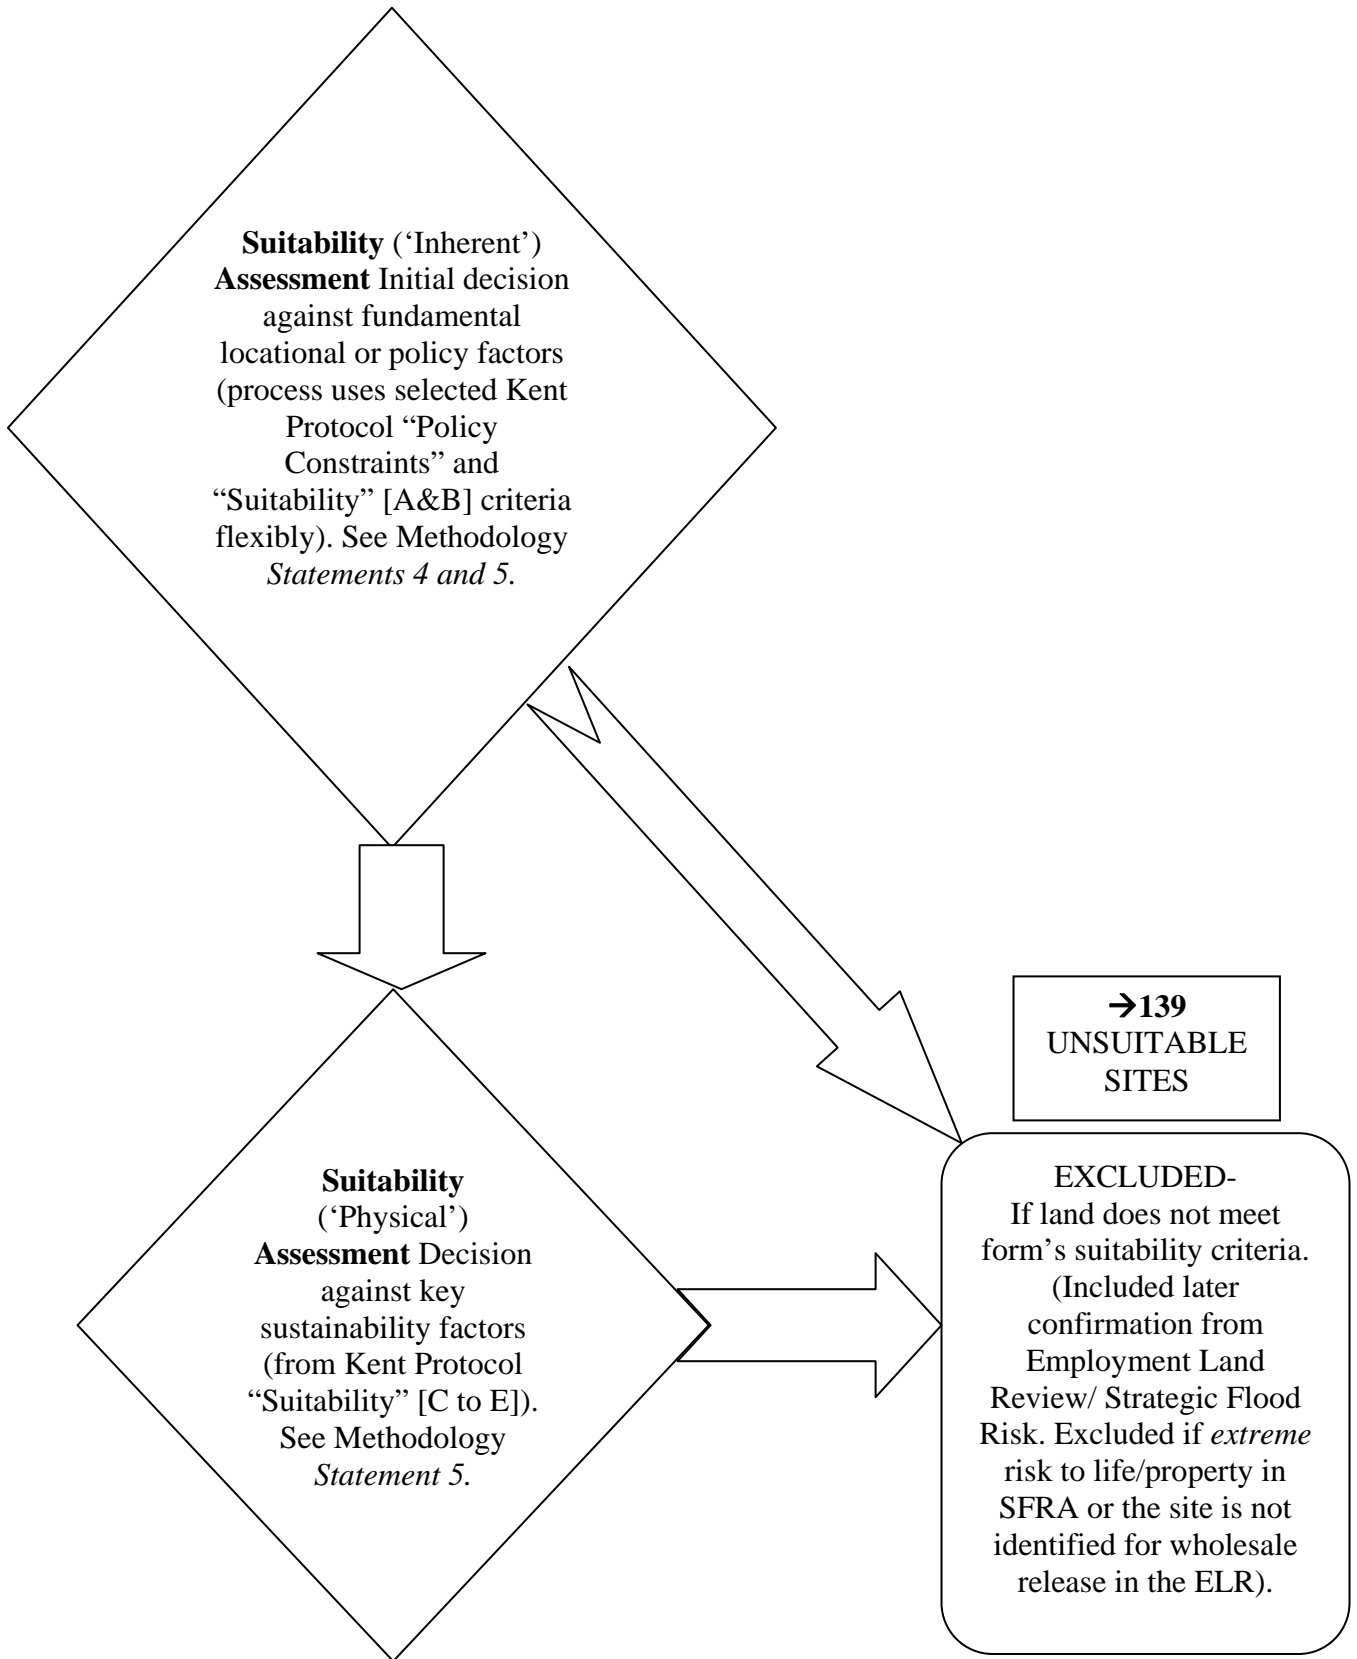 Suitability (‘Inherent’)
Assessment Initial decision
against fundamental
locational or policy factors
(process uses selected Kent
Protocol “Policy
Constraints” and
“Suitability” [A&B] criteria
flexibly). See Methodology
Statements 4 and 5.
→139
UNSUITABLE
SITES
Suitability
(‘Physical’)
Assessment Decision
against key
sustainability factors
(from Kent Protocol
“Suitability” [C to E]).
See Methodology
Statement 5.
EXCLUDED-
If land does not meet
form’s suitability criteria.
(Included later
confirmation from
Employment Land
Review/ Strategic Flood
Risk. Excluded if extreme
risk to life/property in
SFRA or the site is not
identified for wholesale
release in the ELR).